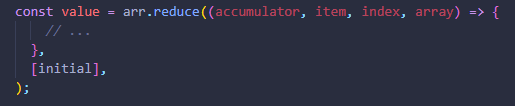 const value = arr.reduce((accumulator, item, index, array) => {
// ...
},
[initial],
);